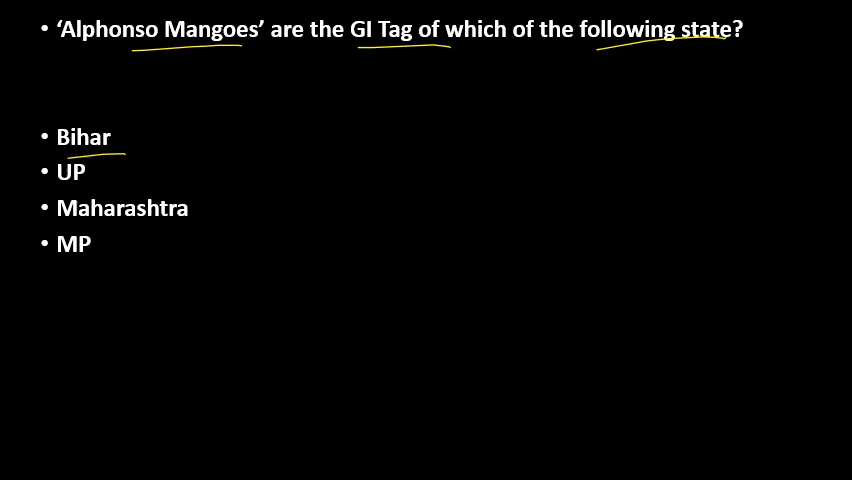 • ‘Alphonso Mangoes’ are the GI Tag of which of the following state?
• Bihar
• UP
• Maharashtra
• MP